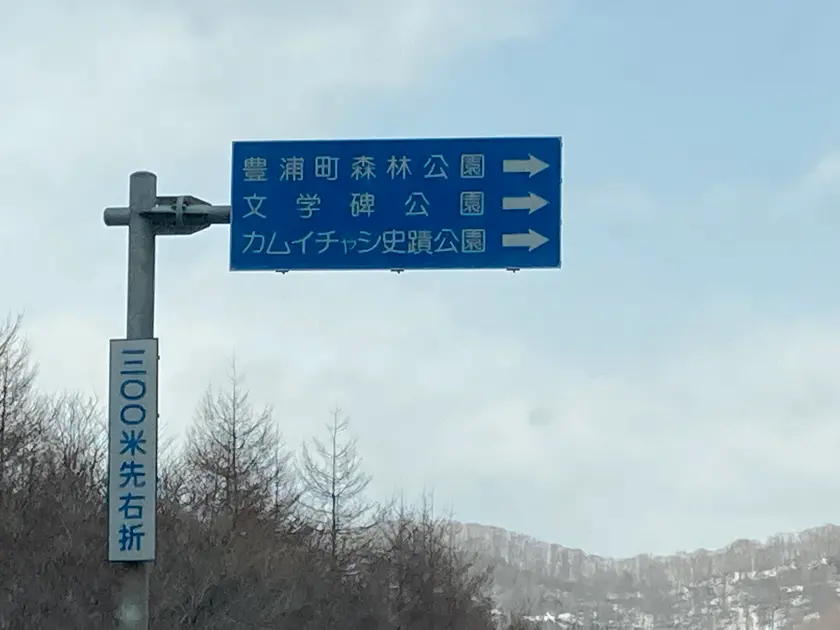 豊浦町森林公園
文学碑公園
カムイチャシ史蹟公園
三〇〇米先右折